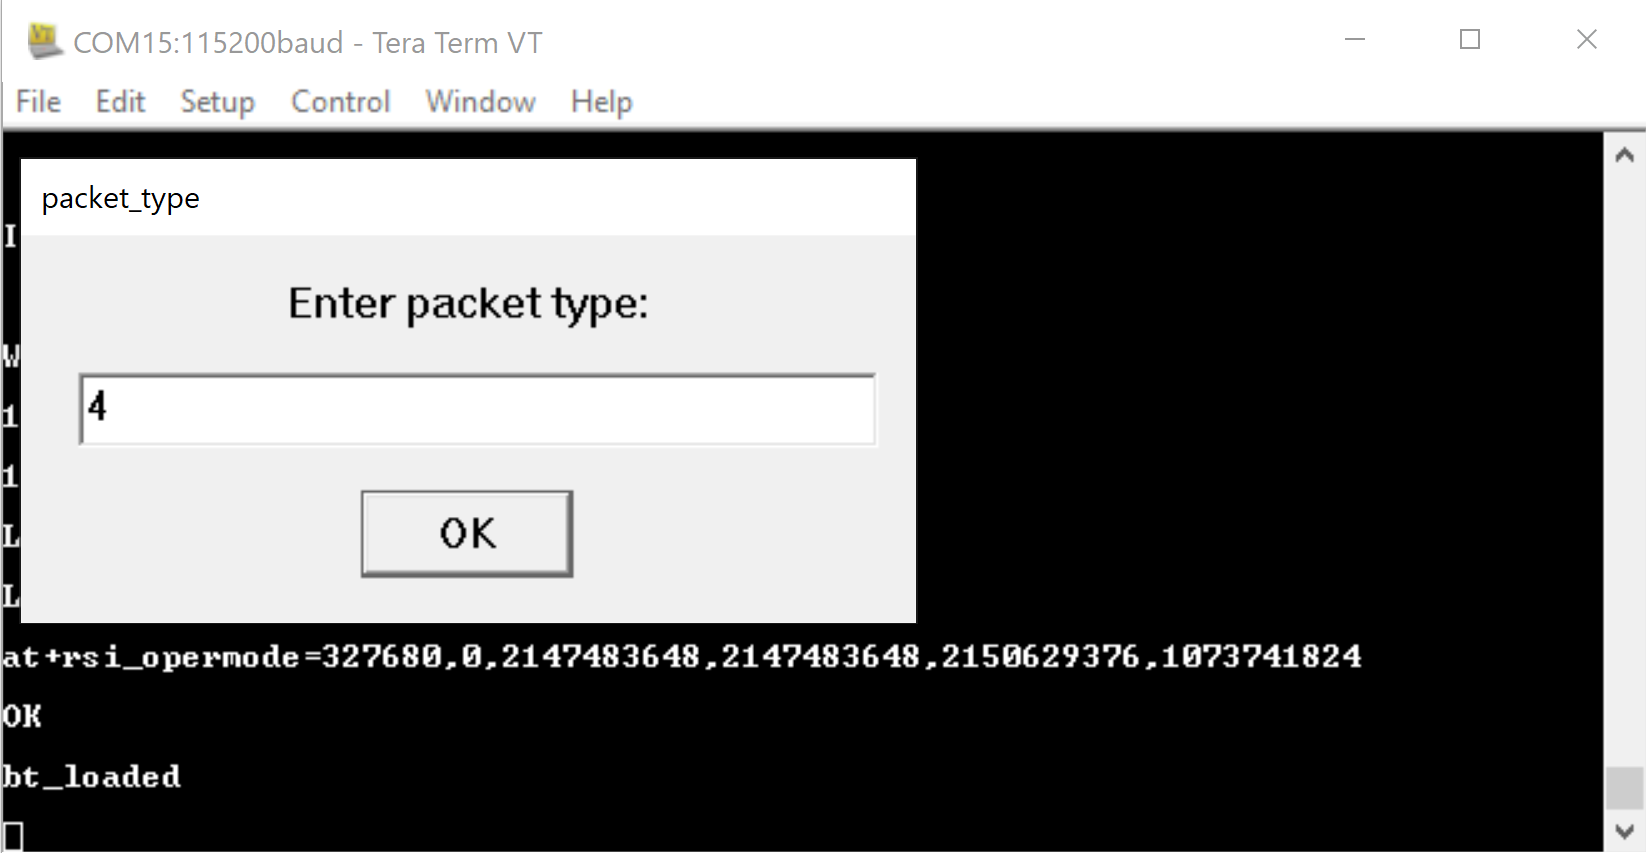 COM15:115200baud - Tera Term VT
File Edit Setup Control Window Help
packet_type
I
Enter packet type:
W
4
1
1
OK
L
L
at+rsi_opermode=327680,0,2147483648,2147483648,2150629376,1073741824
OK
bt_loaded